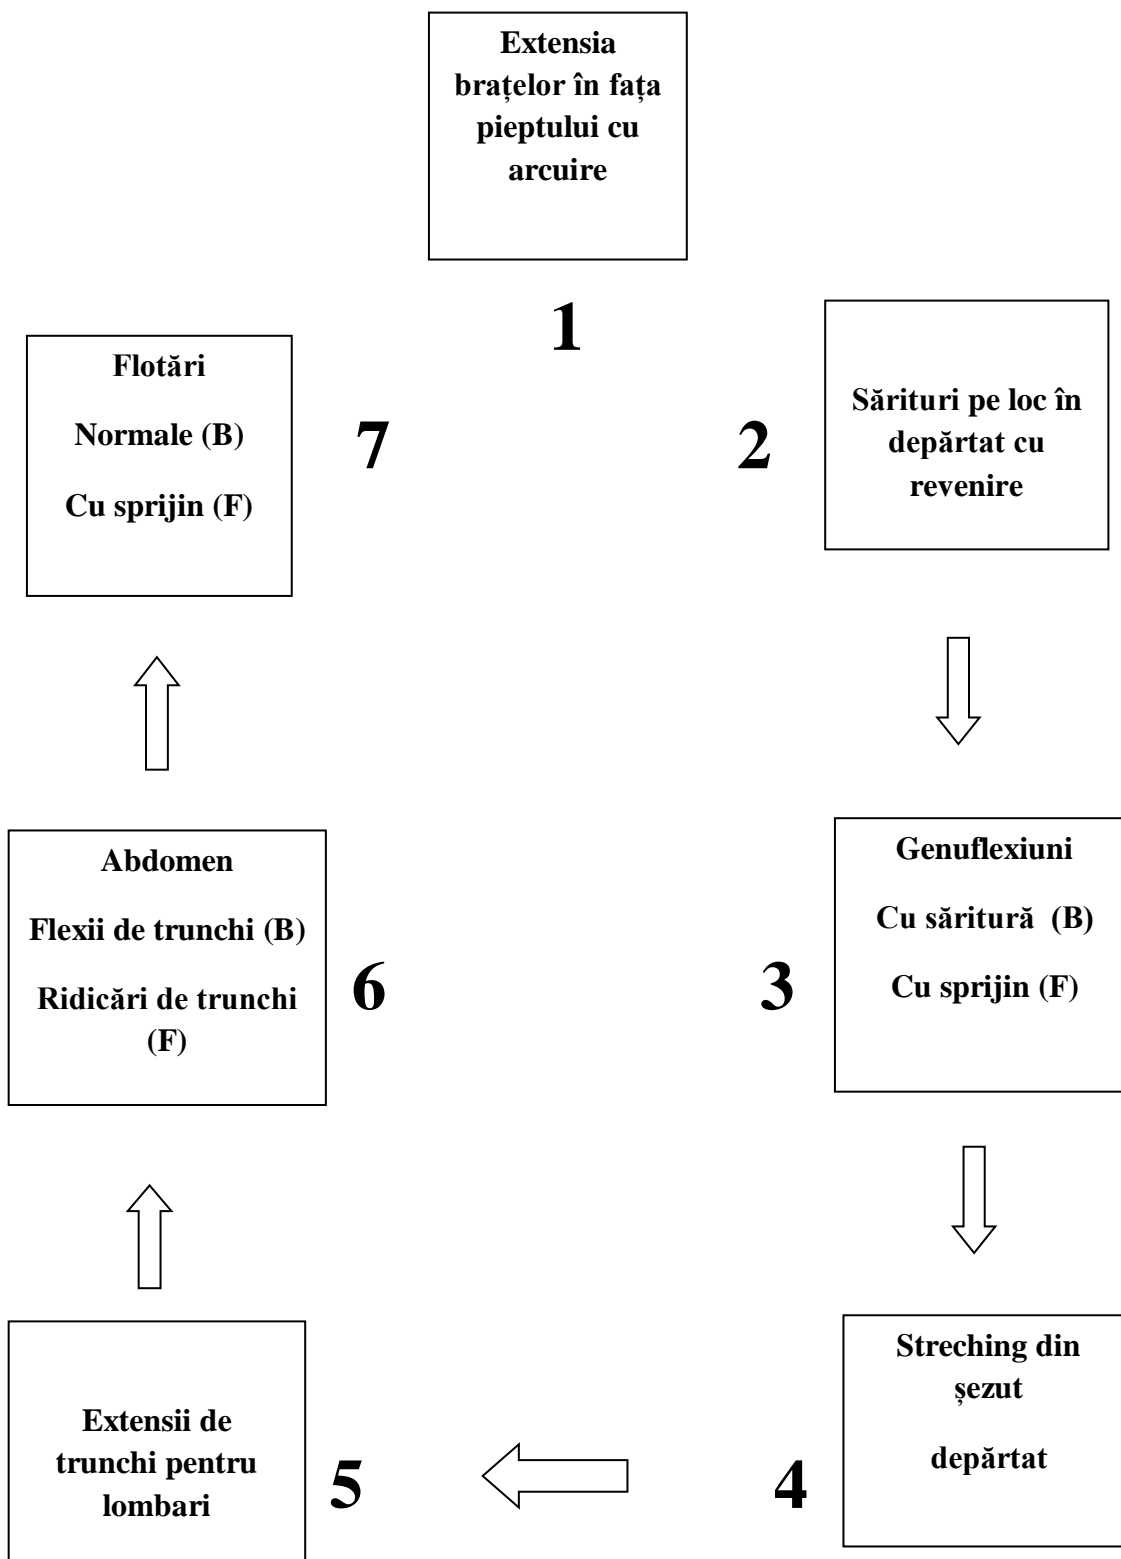 Extensia
brațelor în fața
pieptului cu
arcuire
1
2
Sărituri pe loc în
depărtat cu
revenire
Genuflexiuni
Cu săritură (B)
Cu sprijin (F)
3
Streching din
șezut
depărtat
4
Extensii de
trunchi pentru
lombari
5
Abdomen
Flexii de trunchi (B)
Ridicări de trunchi
(F)
6
Flotări
Normale (B)
Cu sprijin (F)
7